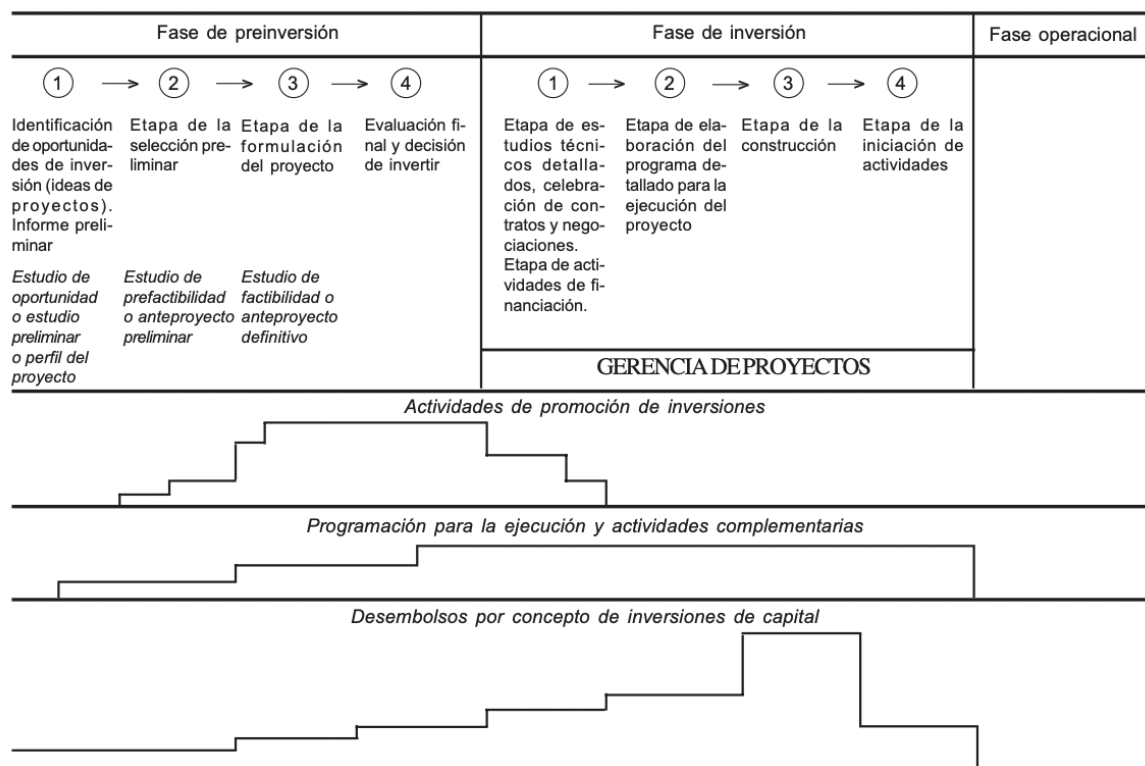 Fase de preinversión
Fase de inversión
Fase operacional
1
2
3
4
1
2
3
4
Identificación
de oportunida-
des de inver-
sión (ideas de
proyectos).
Informe preli-
minar
Etapa de la
selección pre-
liminar
Etapa de la
formulación
del proyecto
Evaluación fi-
nal y decisión
de invertir
Etapa de es-
tudios técni-
cos detalla-
dos, celebra-
ción de con-
tratos y nego-
ciaciones.
Etapa de acti-
vidades de fi-
nanciación.
Etapa de ela-
boración del
programa de-
tallado para la
ejecución del
proyecto
Etapa de la
construcción
Etapa de la
iniciación de
actividades
Estudio de
oportunidad
o estudio
preliminar
o perfil del
proyecto
Estudio de
prefactibilidad
o anteproyecto
preliminar
Estudio de
factibilidad o
anteproyecto
definitivo
GERENCIA DE PROYECTOS
Actividades de promoción de inversiones
Programación para la ejecución y actividades complementarias
Desembolsos por concepto de inversiones de capital